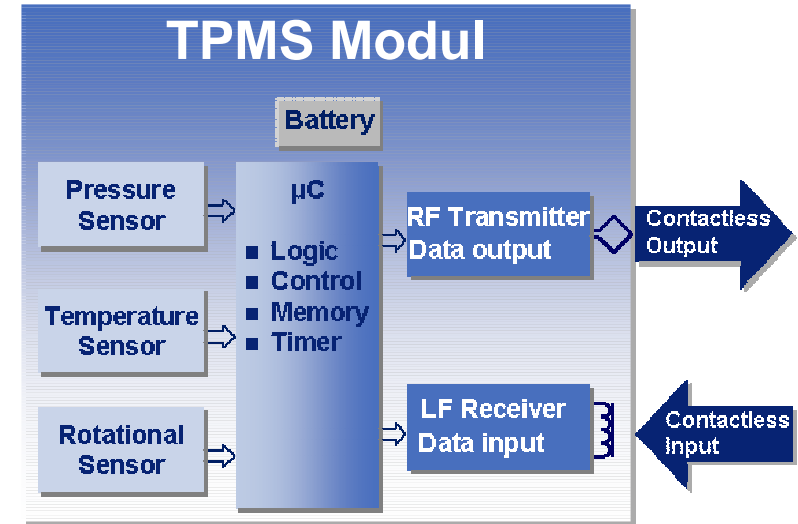 TPMS Modul
Battery
Pressure
Sensor
Temperature
Sensor
Rotational
Sensor
µC
Logic
Control
Memory
Timer
RF Transmitter
Data output
LF Receiver
Data input
Contactless
Output
Contactless
Input